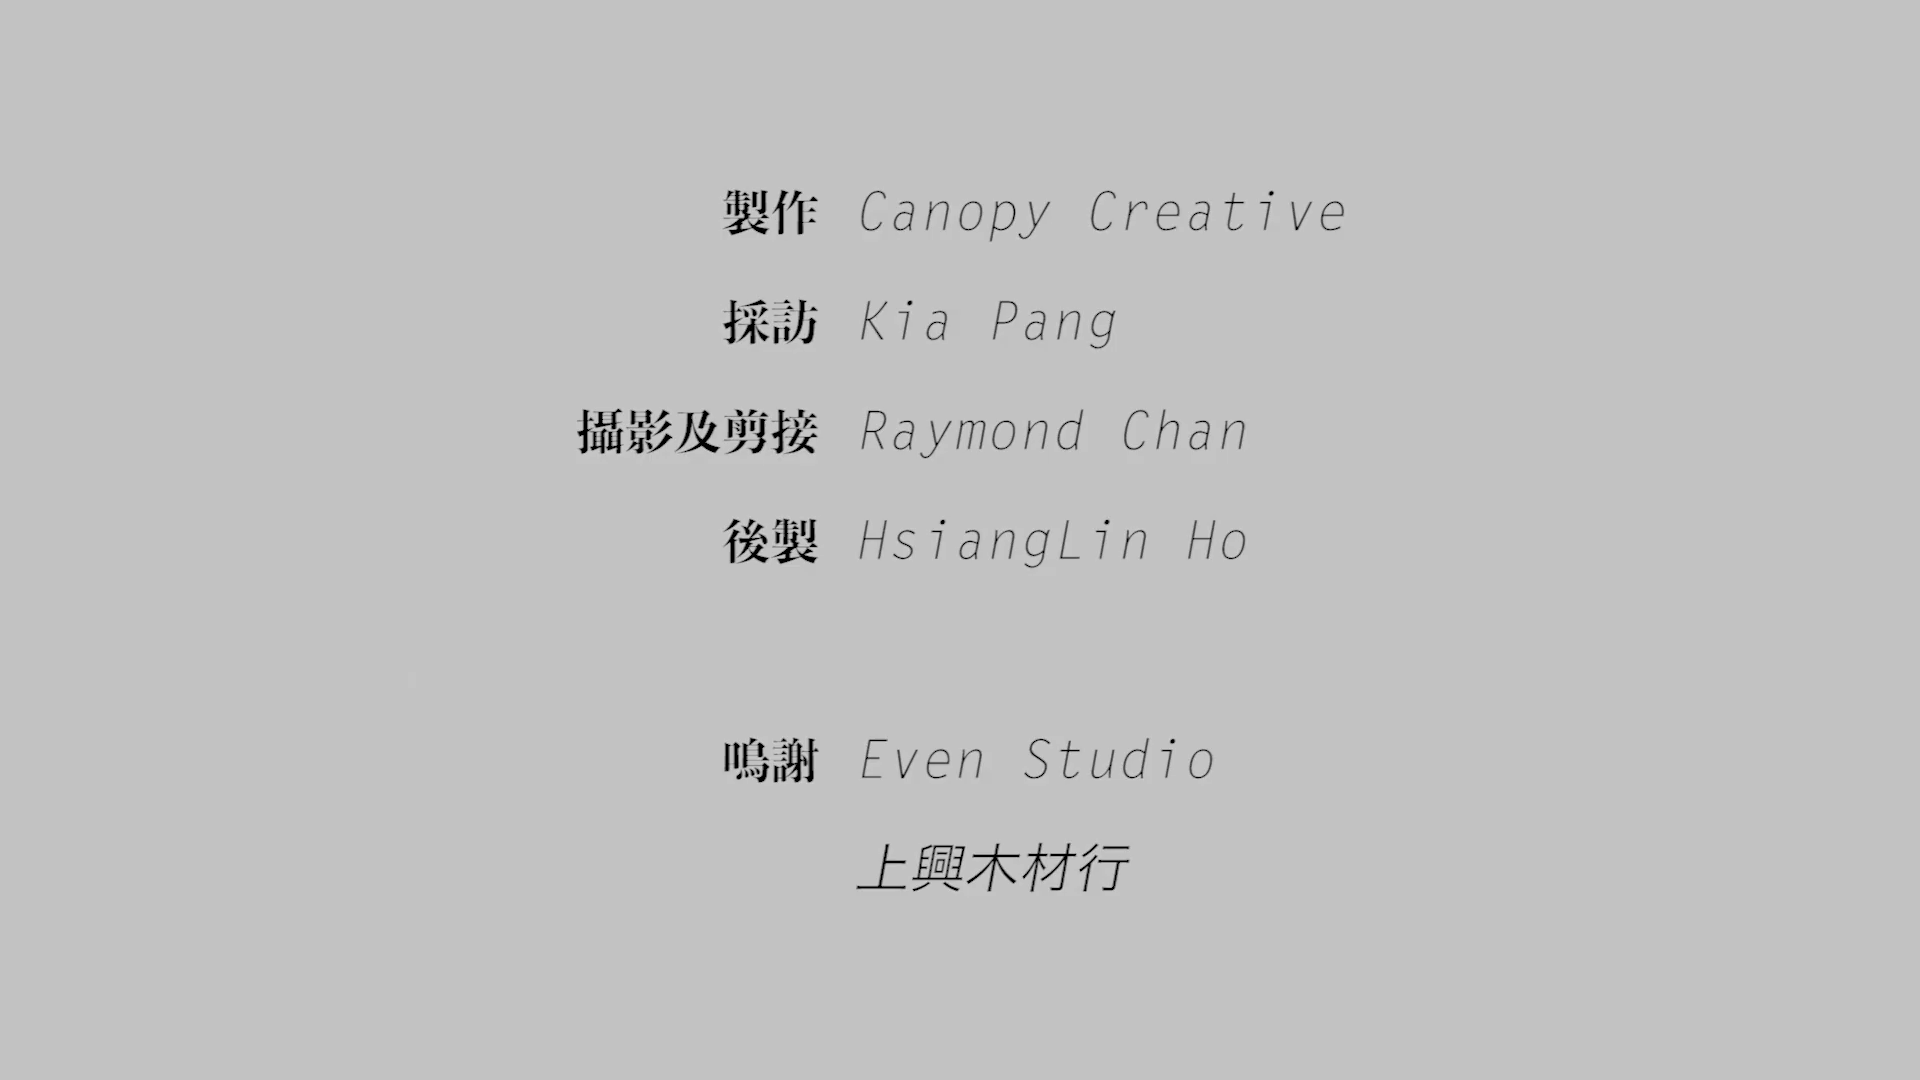 製作 Canopy Creative
採訪 Kia Pang
攝影及剪接 Raymond Chan
後製 HsiangLin Ho
鳴謝 Even Studio
上興木材行